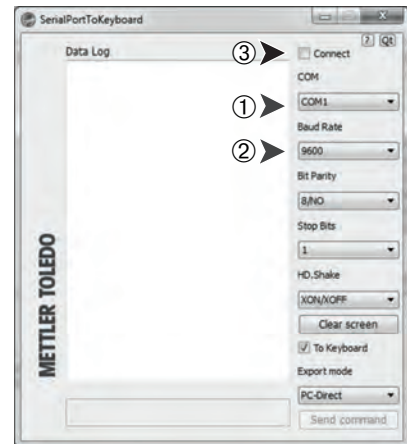 SerialPortToKeyboard
? Qt
Data Log
③ Connect
COM
① COM1
Baud Rate
② 9600
Bit Parity
8/NO
Stop Bits
1
HD.Shake
XON/XOFF
Clear screen
To Keyboard
Export mode
PC-Direct
Send command
METTLER TOLEDO